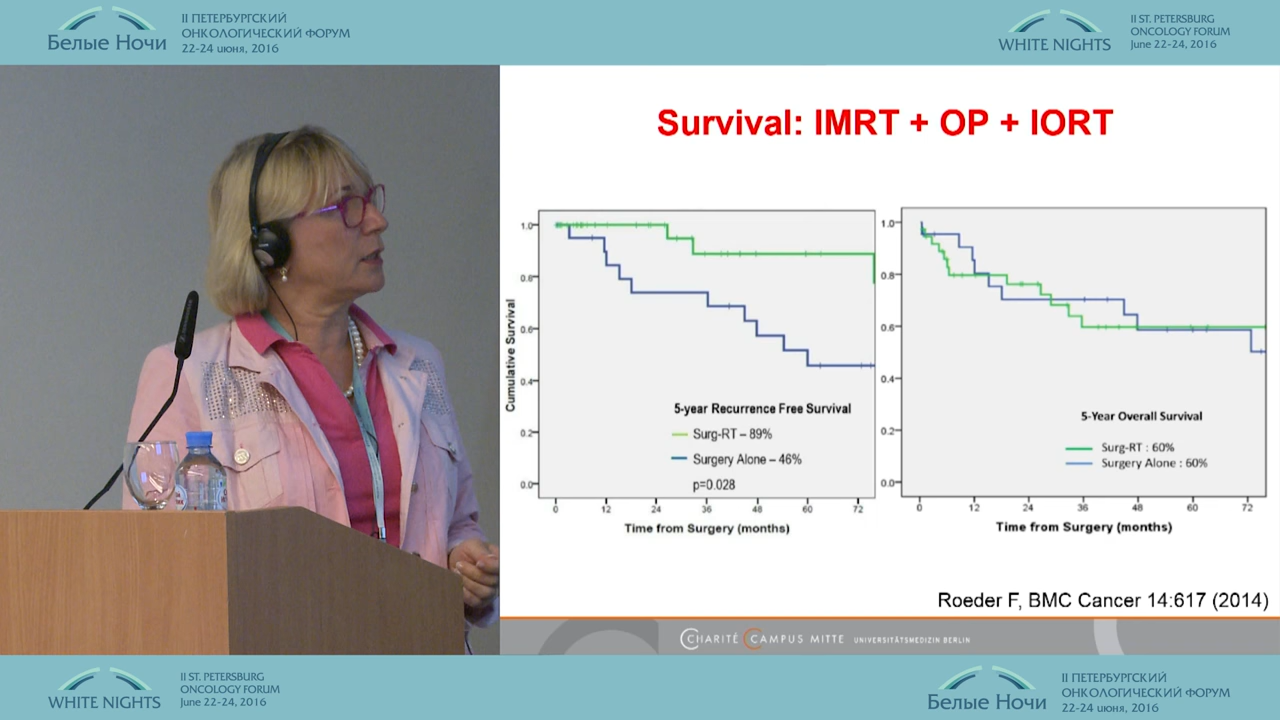 Белые Ночи
II ПЕТЕРБУРГСКИЙ
ОНКОЛОГИЧЕСКИЙ ФОРУМ
22-24 июня, 2016
WHITE NIGHTS
II ST. PETERSBURG
ONCOLOGY FORUM
June 22-24, 2016
Survival: IMRT + OP + IORT
Cumulative Survival
1.0
0.8
0.6
0.4
0.2
0.0
5-year Recurrence Free Survival
Surg-RT – 89%
Surgery Alone – 46%
p=0.028
0 12 24 36 48 60 72
Time from Surgery (months)
1.0
0.8
0.6
0.4
0.2
0.0
5-Year Overall Survival
Surg-RT : 60%
Surgery Alone : 60%
0 12 24 36 48 60 72
Time from Surgery (months)
Roeder F, BMC Cancer 14:617 (2014)
CHARITÉ CAMPUS MITTE UNIVERSITÄTSMEDIZIN BERLIN
WHITE NIGHTS
II ST. PETERSBURG
ONCOLOGY FORUM
June 22-24, 2016
Белые Ночи
II ПЕТЕРБУРГСКИЙ
ОНКОЛОГИЧЕСКИЙ ФОРУМ
22-24 июня, 2016